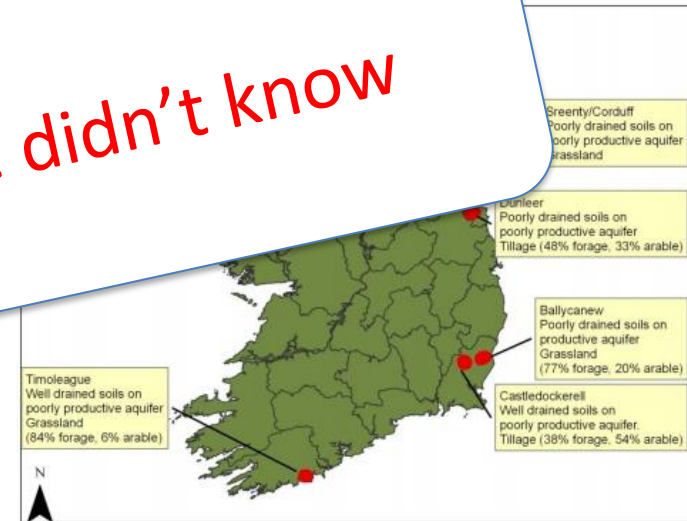 didn't know
Sreenty/Corduff
Poorly drained soils on
poorly productive aquifer
Grassland
Dunleer
Poorly drained soils on
poorly productive aquifer
Tillage (48% forage, 33% arable)
Ballycanew
Poorly drained soils on
productive aquifer
Grassland
(77% forage, 20% arable)
Timoleague
Well drained soils on
poorly productive aquifer
Grassland
(84% forage, 6% arable)
Castledockerell
Well drained soils on
poorly productive aquifer.
Tillage (38% forage, 54% arable)
N